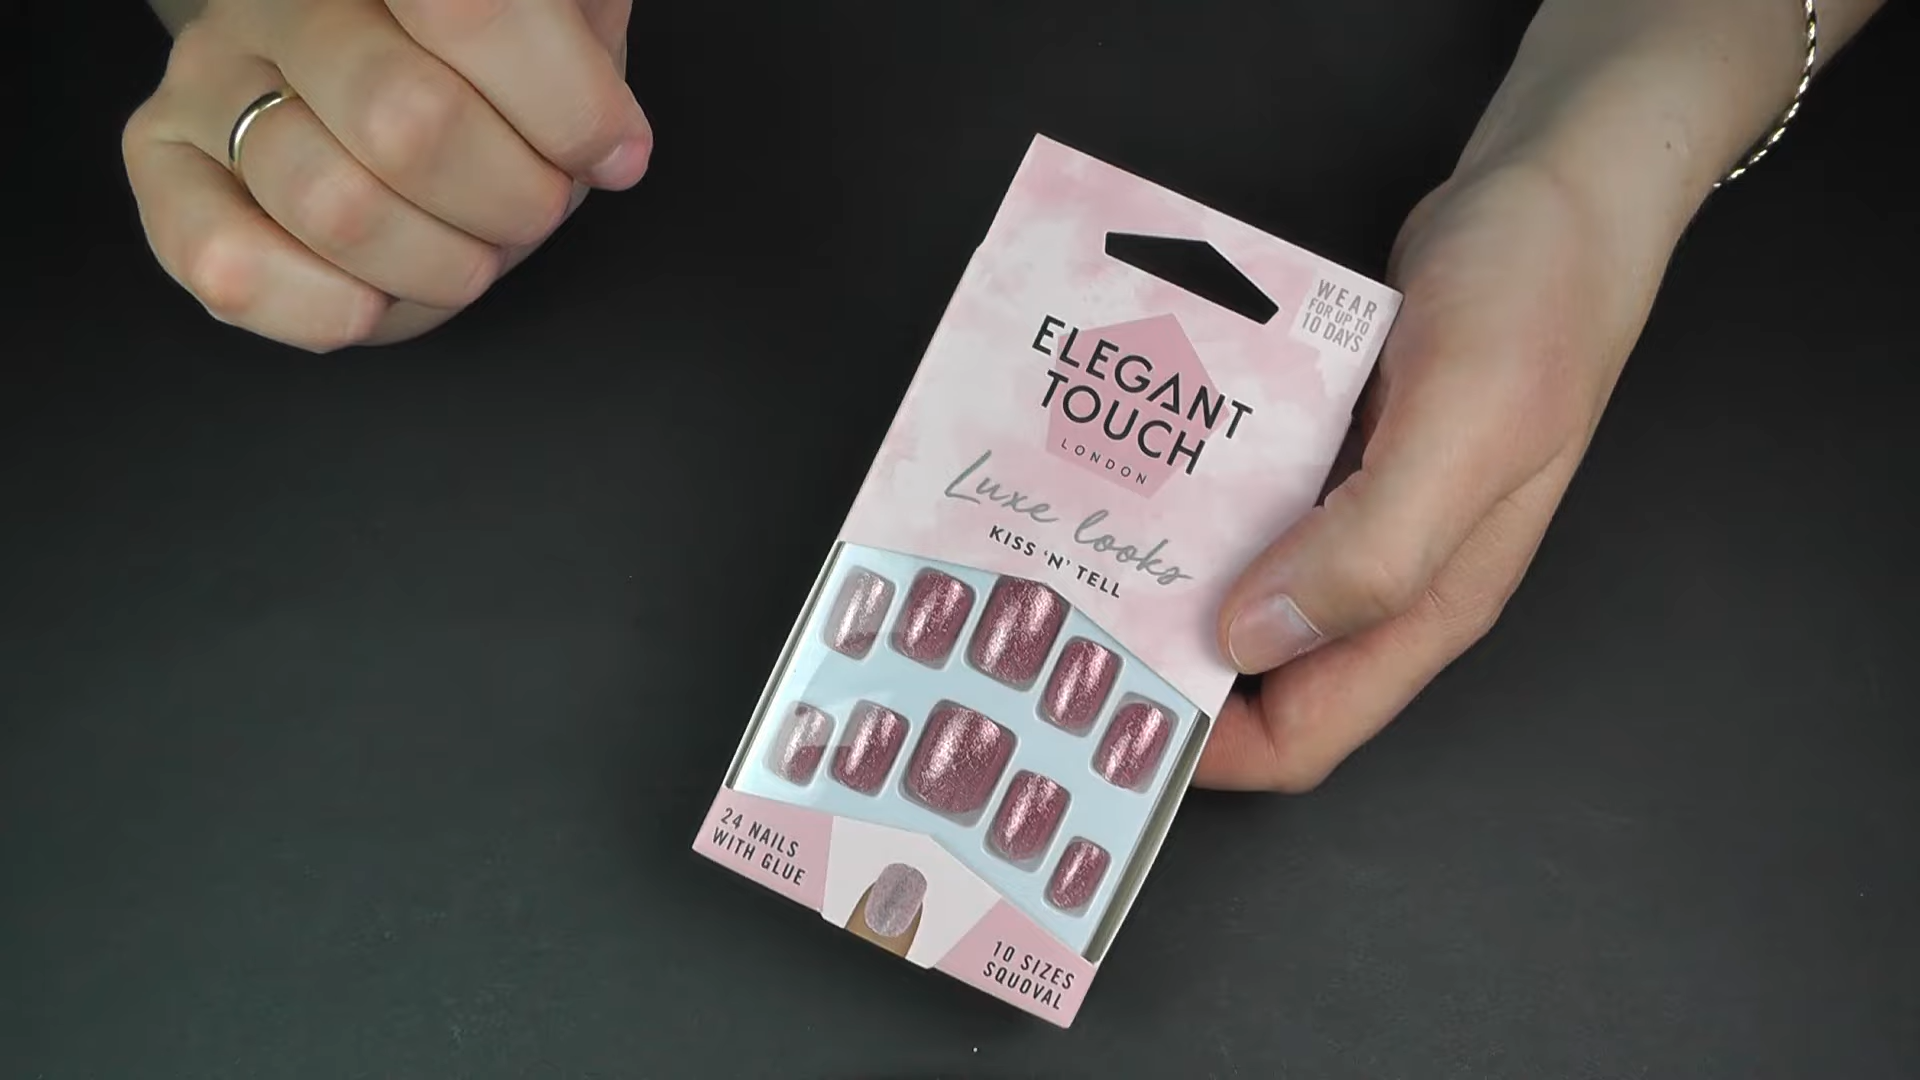 WEAR
FOR UP TO
10 DAYS
ELEGANT
TOUCH
LONDON
Luxe looks
KISS ‘N’ TELL
24 NAILS
WITH GLUE
10 SIZES
SQUOVAL